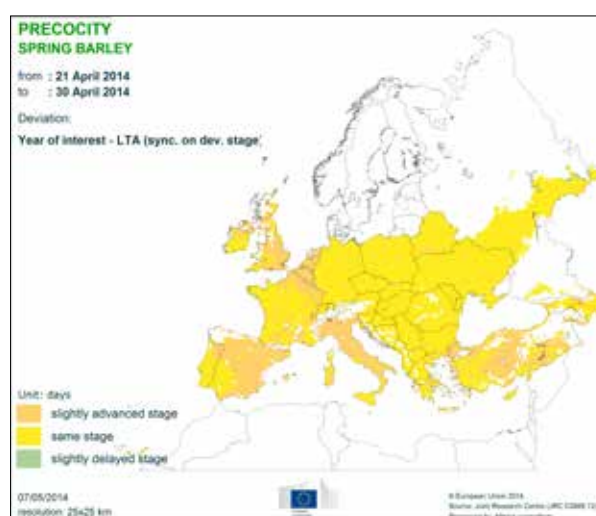 PRECOCITY
SPRING BARLEY
from : 21 April 2014
to : 30 April 2014
Deviation:
Year of interest - LTA (sync. on dev. stage)
Unit: days
slightly advanced stage
same stage
slightly delayed stage
07/05/2014
resolution: 25x25 km
© European Union 2014
Source: Joint Research Centre (JRC